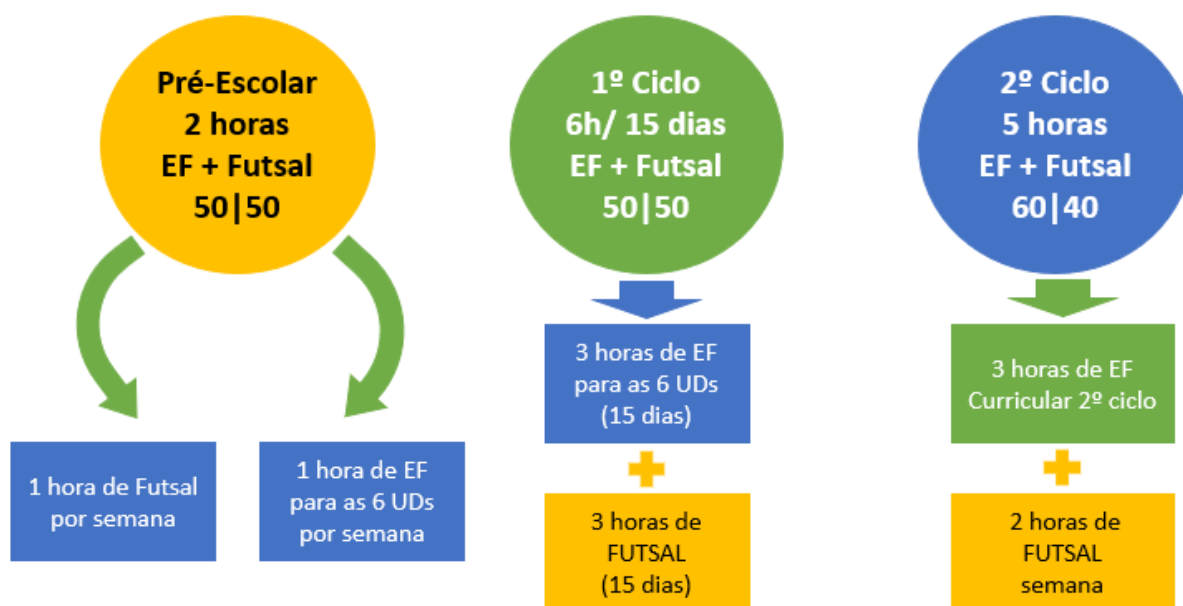 Pré-Escolar
2 horas
EF + Futsal
50|50
1º Ciclo
6h/ 15 dias
EF + Futsal
50|50
2º Ciclo
5 horas
EF + Futsal
60|40
1 hora de Futsal
por semana
1 hora de EF
para as 6 UDs
por semana
3 horas de EF
para as 6 UDs
(15 dias)
3 horas de
FUTSAL
(15 dias)
3 horas de EF
Curricular 2º ciclo
2 horas de
FUTSAL
semana